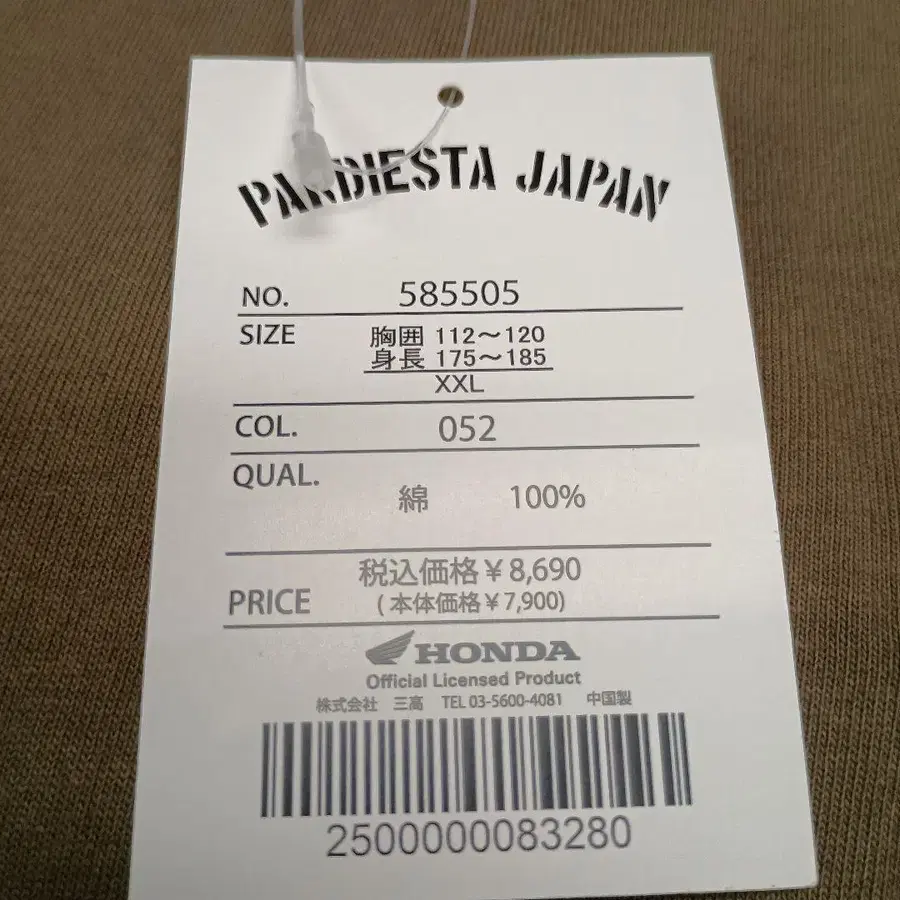 PANDIESTA JAPAN
NO. 585505
SIZE 胸囲 112～120
身長 175～185
XXL
COL. 052
QUAL.
綿 100%
税込価格￥8,690
PRICE (本体価格￥7,900)
HONDA
Official Licensed Product
株式会社 三高 TEL 03-5600-4081 中国製
2500000083280